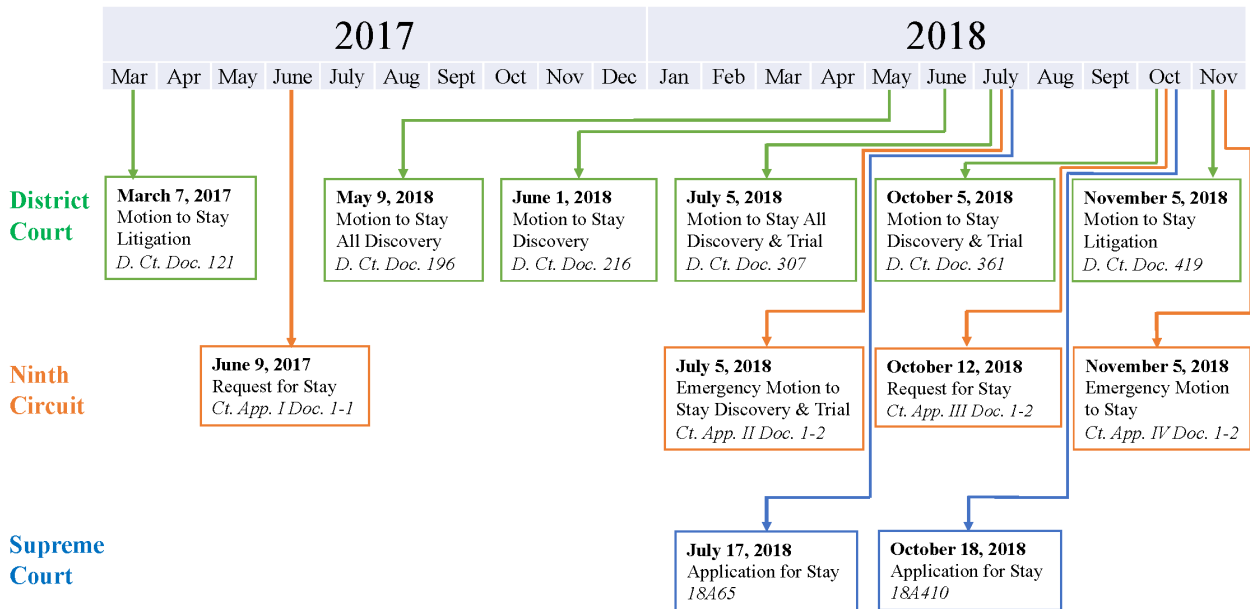 2017
2018
Mar Apr May June July Aug Sept Oct Nov Dec Jan Feb Mar Apr May June July Aug Sept Oct Nov
District
Court
March 7, 2017
Motion to Stay
Litigation
D. Ct. Doc. 121
May 9, 2018
Motion to Stay
All Discovery
D. Ct. Doc. 196
June 1, 2018
Motion to Stay
Discovery
D. Ct. Doc. 216
July 5, 2018
Motion to Stay All
Discovery & Trial
D. Ct. Doc. 307
October 5, 2018
Motion to Stay
Discovery & Trial
D. Ct. Doc. 361
November 5, 2018
Motion to Stay
Litigation
D. Ct. Doc. 419
Ninth
Circuit
June 9, 2017
Request for Stay
Ct. App. I Doc. 1-1
July 5, 2018
Emergency Motion to
Stay Discovery & Trial
Ct. App. II Doc. 1-2
October 12, 2018
Request for Stay
Ct. App. III Doc. 1-2
November 5, 2018
Emergency Motion
to Stay
Ct. App. IV Doc. 1-2
Supreme
Court
July 17, 2018
Application for Stay
18A65
October 18, 2018
Application for Stay
18A410